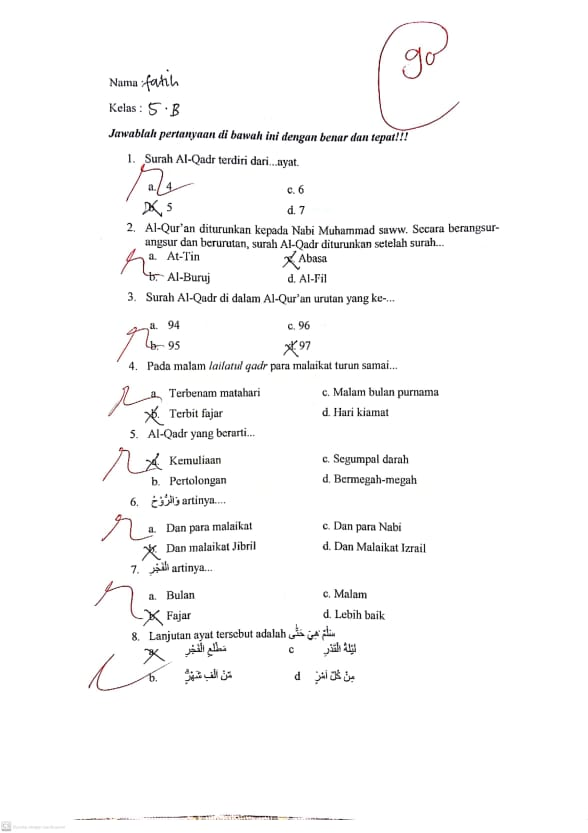 90
Nama : fatih
Kelas : 5 . B
Jawablah pertanyaan di bawah ini dengan benar dan tepat!!!
1. Surah Al-Qadr terdiri dari...ayat.
a. 4 c. 6
b. 5 d. 7
2. Al-Qur'an diturunkan kepada Nabi Muhammad saww. Secara berangsur-
angsur dan berurutan, surah Al-Qadr diturunkan setelah surah...
a. At-Tin c. Abasa
b. Al-Buruj d. Al-Fil
3. Surah Al-Qadr di dalam Al-Qur'an urutan yang ke-...
a. 94 c. 96
b. 95 d. 97
4. Pada malam lailatul qadr para malaikat turun samai...
a. Terbenam matahari c. Malam bulan purnama
b. Terbit fajar d. Hari kiamat
5. Al-Qadr yang berarti...
a. Kemuliaan c. Segumpal darah
b. Pertolongan d. Bermegah-megah
6. وَالرُّوْحُ artinya....
a. Dan para malaikat c. Dan para Nabi
b. Dan malaikat Jibril d. Dan Malaikat Izrail
7. الْفَجْرِ artinya...
a. Bulan c. Malam
b. Fajar d. Lebih baik
8. Lanjutan ayat tersebut adalah سَلٰمٌ هِيَ حَتّٰى
a. مَطْلَعِ الْفَجْرِ c لَيْلَةُ الْقَدْرِ
b. مِّنْ اَلْفِ شَهْرٍ d مِنْ كُلِّ اَمْرٍ